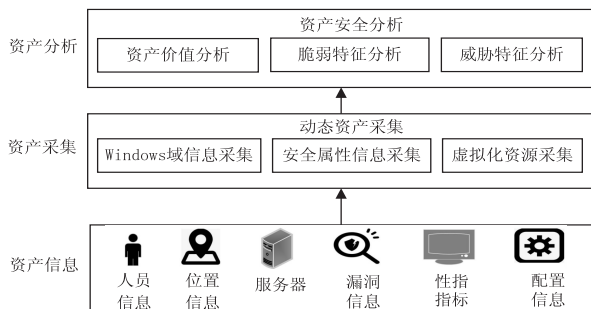 资产安全分析
资产分析
资产价值分析
脆弱特征分析
威胁特征分析
动态资产采集
资产采集
Windows域信息采集
安全属性信息采集
虚拟化资源采集
资产信息
人员
信息
位置
信息
服务器
漏洞
信息
性指
指标
配置
信息